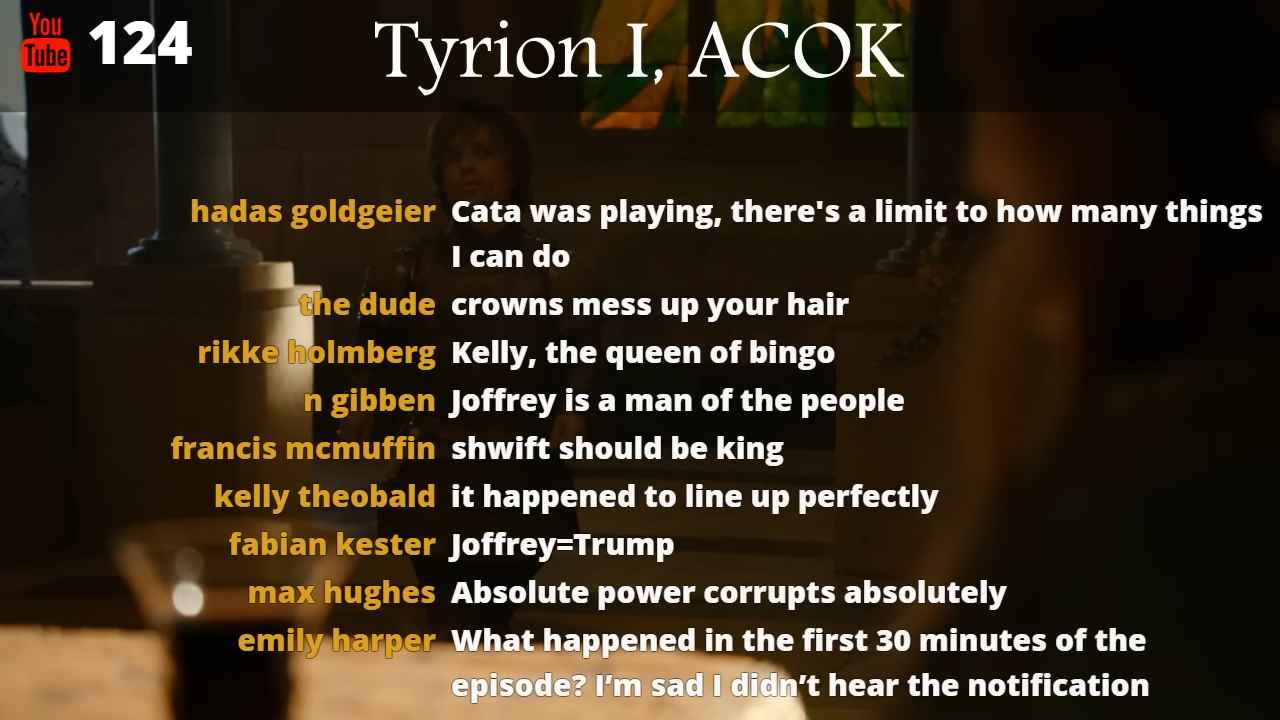 You
Tube
124
Tyrion I, ACOK
hadas goldgeier Cata was playing, there's a limit to how many things
I can do
the dude crowns mess up your hair
rikke holmberg Kelly, the queen of bingo
n gibben Joffrey is a man of the people
francis mcmuffin shwift should be king
kelly theobald it happened to line up perfectly
fabian kester Joffrey=Trump
max hughes Absolute power corrupts absolutely
emily harper What happened in the first 30 minutes of the
episode? I’m sad I didn’t hear the notification